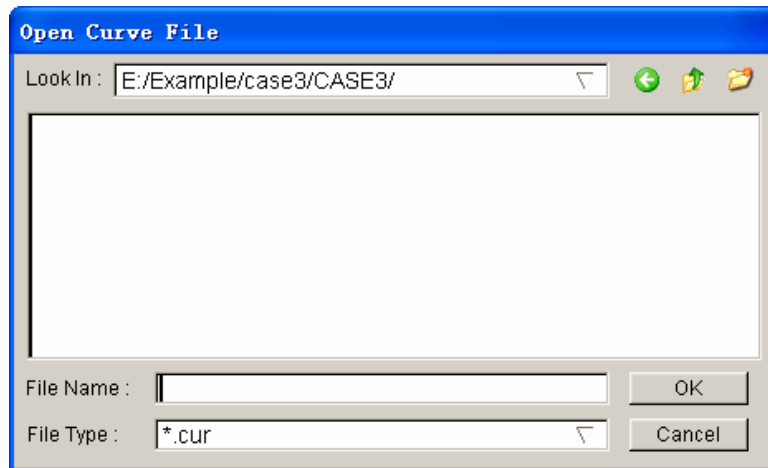 Open Curve File
Look In : E:/Example/case3/CASE3/
File Name : OK
File Type : *.cur Cancel